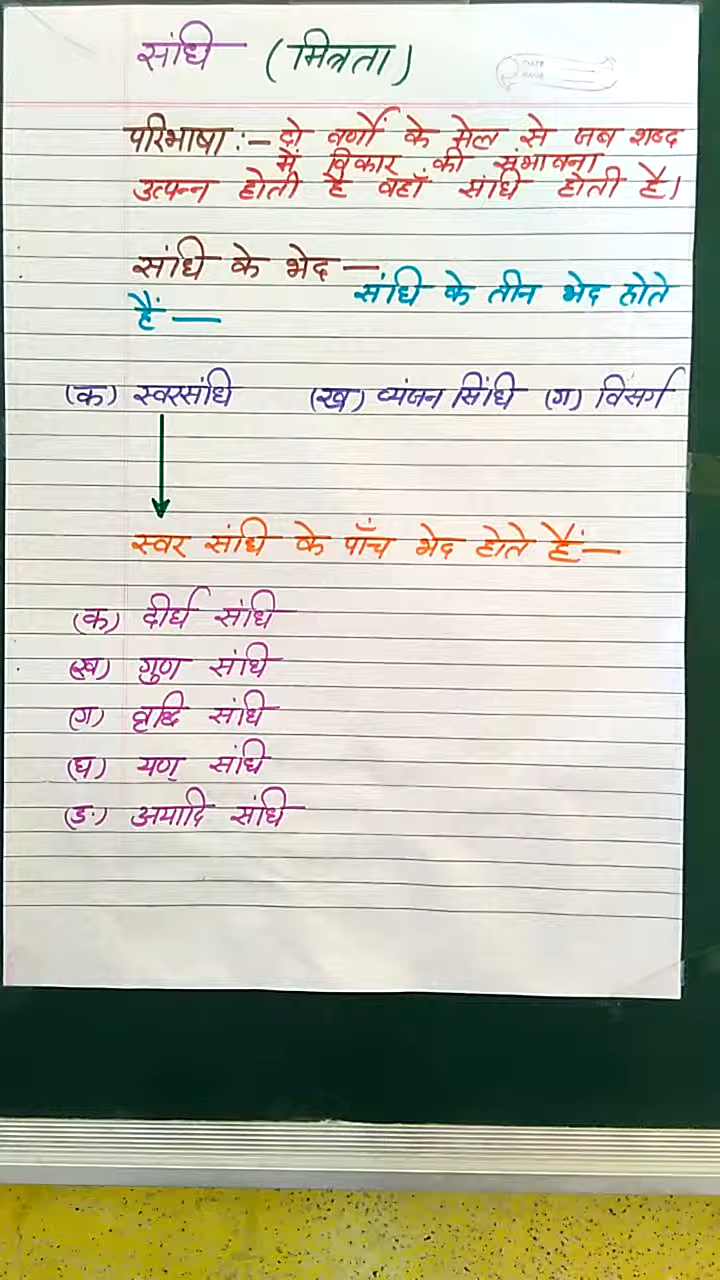 संधि (मित्रता)
परिभाषा :- दो वर्णों के मेल से जब शब्द
में विकार की संभावना
उत्पन्न होती है वहाँ संधि होती है।
संधि के भेद —
संधि के तीन भेद होते
हैं —
(क) स्वरसंधि (ख) व्यंजन सिंधि (ग) विसर्ग
स्वर संधि के पाँच भेद होते हैं —
(क) दीर्घ संधि
(ख) गुण संधि
(ग) वृद्धि संधि
(घ) यण् संधि
(ङ) अयादि संधि